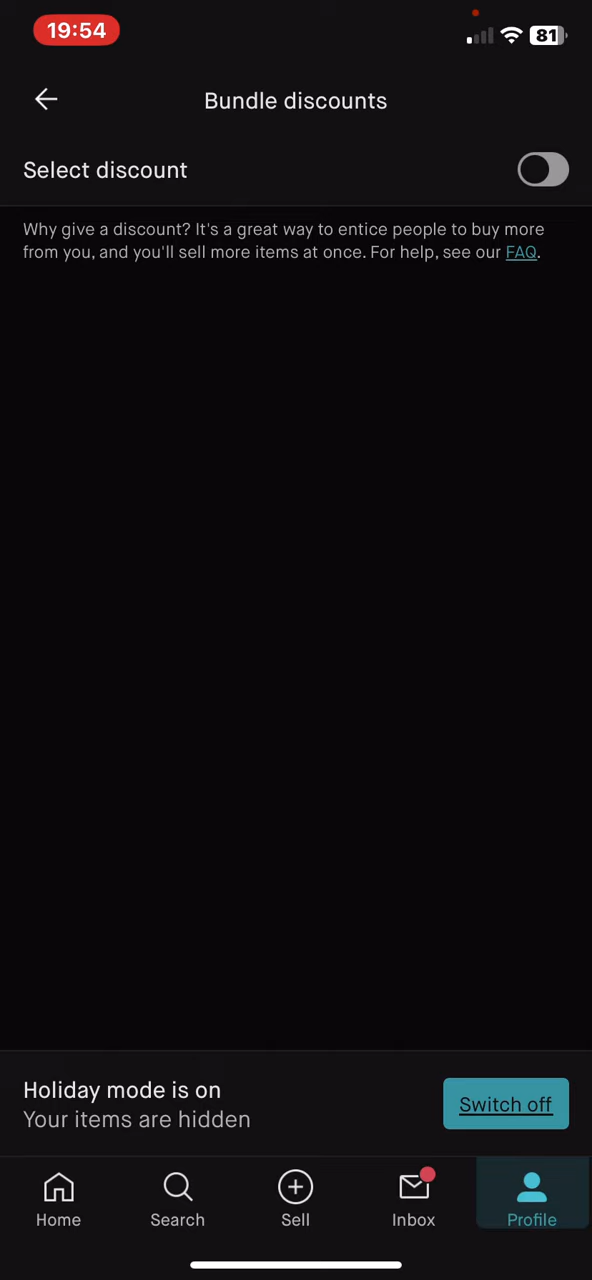 19:54
81
Bundle discounts
Select discount
Why give a discount? It's a great way to entice people to buy more
from you, and you'll sell more items at once. For help, see our FAQ.
Holiday mode is on
Your items are hidden
Switch off
Home
Search
Sell
Inbox
Profile